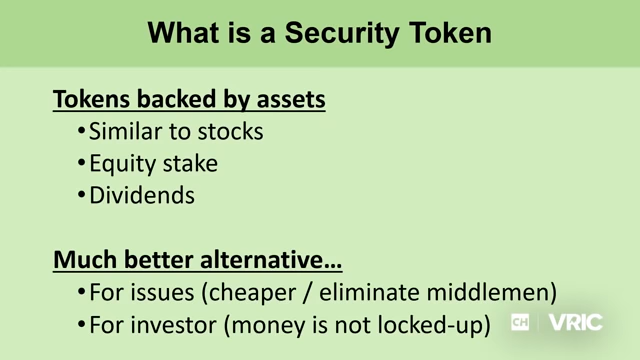 What is a Security Token
Tokens backed by assets
•Similar to stocks
•Equity stake
•Dividends
Much better alternative…
•For issues (cheaper / eliminate middlemen)
•For investor (money is not locked-up)
CH | VRIC